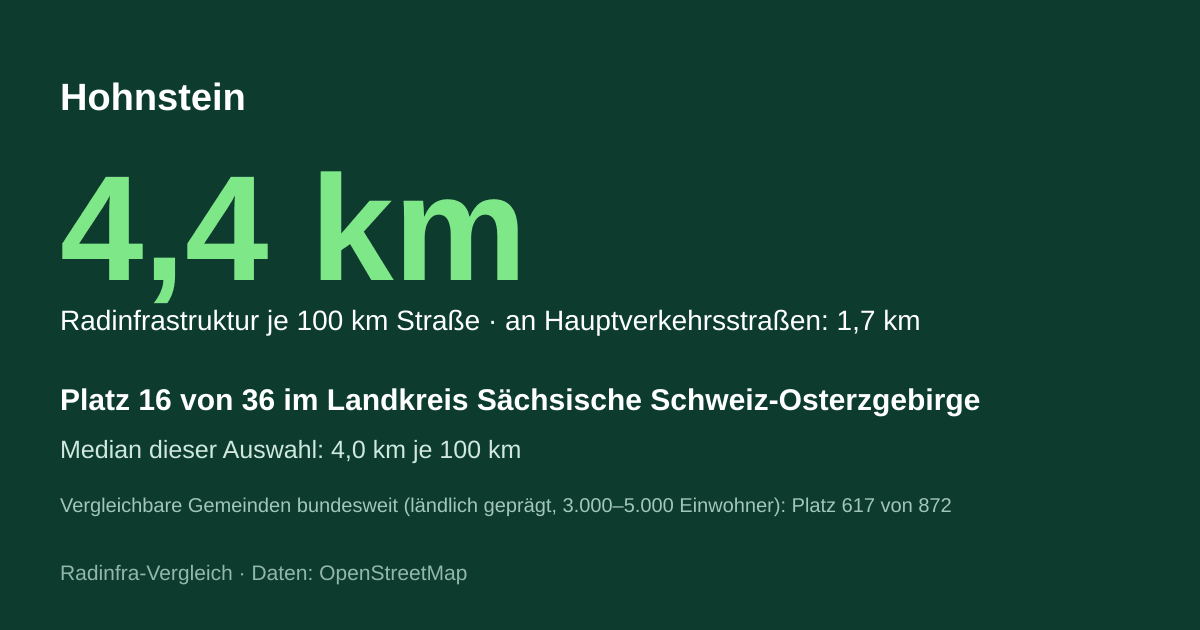 Hohnstein
4,4 km
Radinfrastruktur je 100 km Straße · an Hauptverkehrsstraßen: 1,7 km
Platz 16 von 36 im Landkreis Sächsische Schweiz-Osterzgebirge
Median dieser Auswahl: 4,0 km je 100 km
Vergleichbare Gemeinden bundesweit (ländlich geprägt, 3.000–5.000 Einwohner): Platz 617 von 872
Radinfra-Vergleich · Daten: OpenStreetMap